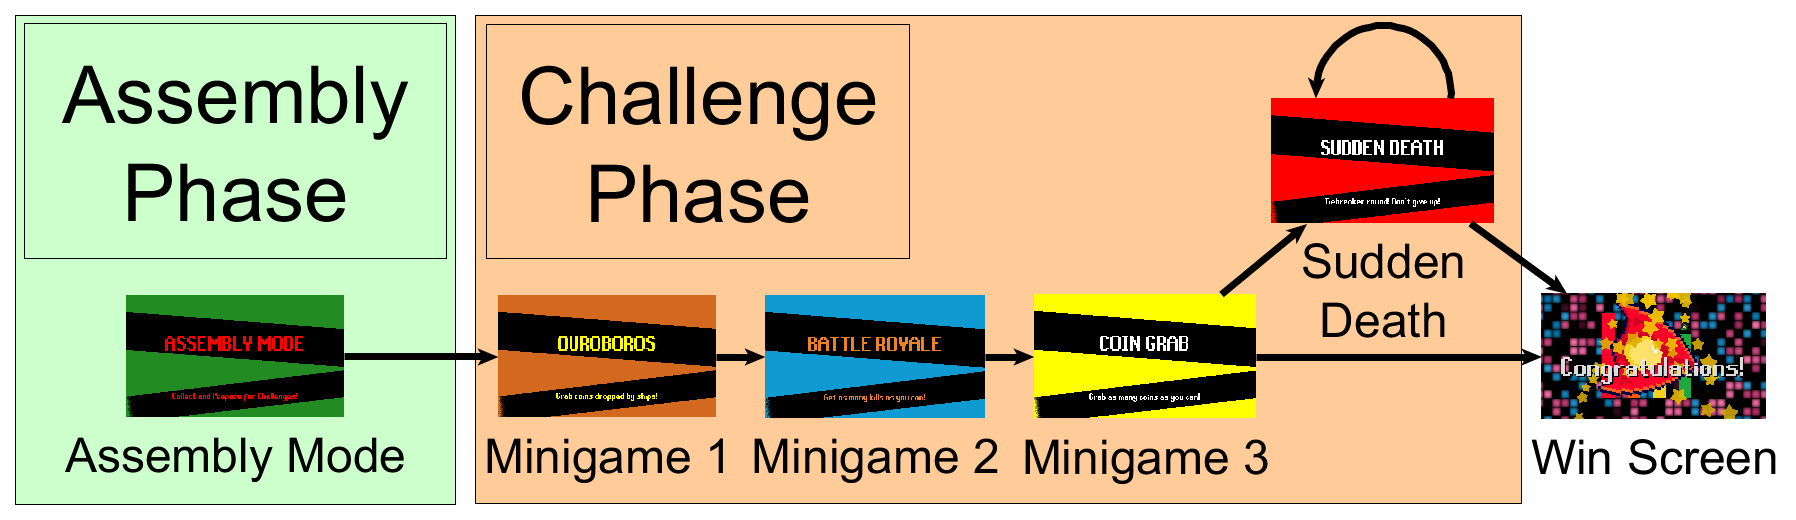 Assembly
Phase
Challenge
Phase
SUDDEN DEATH
Tiebreaker round! Don't give up!
Sudden
Death
ASSEMBLY MODE
Collect and Prepare for Challenges!
Assembly Mode
OUROBOROS
Grab coins dropped by ships!
Minigame 1
BATTLE ROYALE
Get as many kills as you can!
Minigame 2
COIN GRAB
Grab as many coins as you can!
Minigame 3
Congratulations!
Win Screen